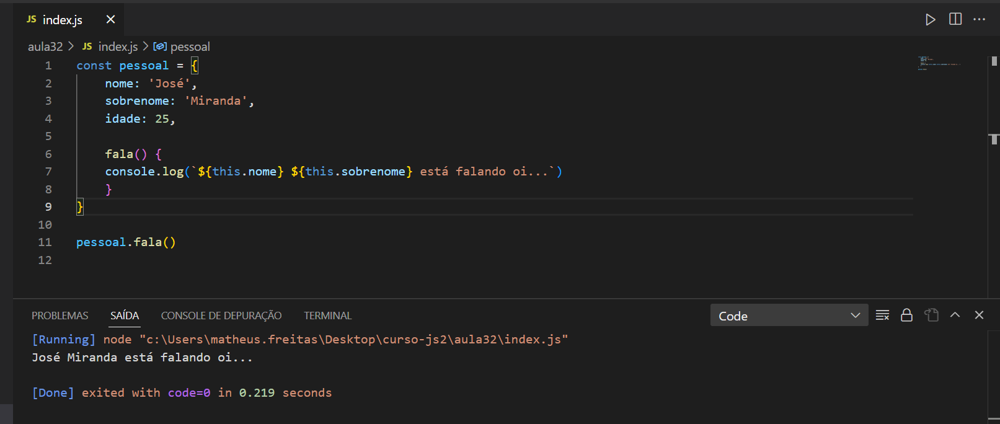 JS index.js
aula32 > JS index.js > pessoal
1 const pessoal = {
2 nome: 'José',
3 sobrenome: 'Miranda',
4 idade: 25,
5
6 fala() {
7 console.log(`${this.nome} ${this.sobrenome} está falando oi...`)
8 }
9 }
10
11 pessoal.fala()
12
PROBLEMAS SAÍDA CONSOLE DE DEPURAÇÃO TERMINAL Code
[Running] node "c:\Users\matheus.freitas\Desktop\curso-js2\aula32\index.js"
José Miranda está falando oi...
[Done] exited with code=0 in 0.219 seconds